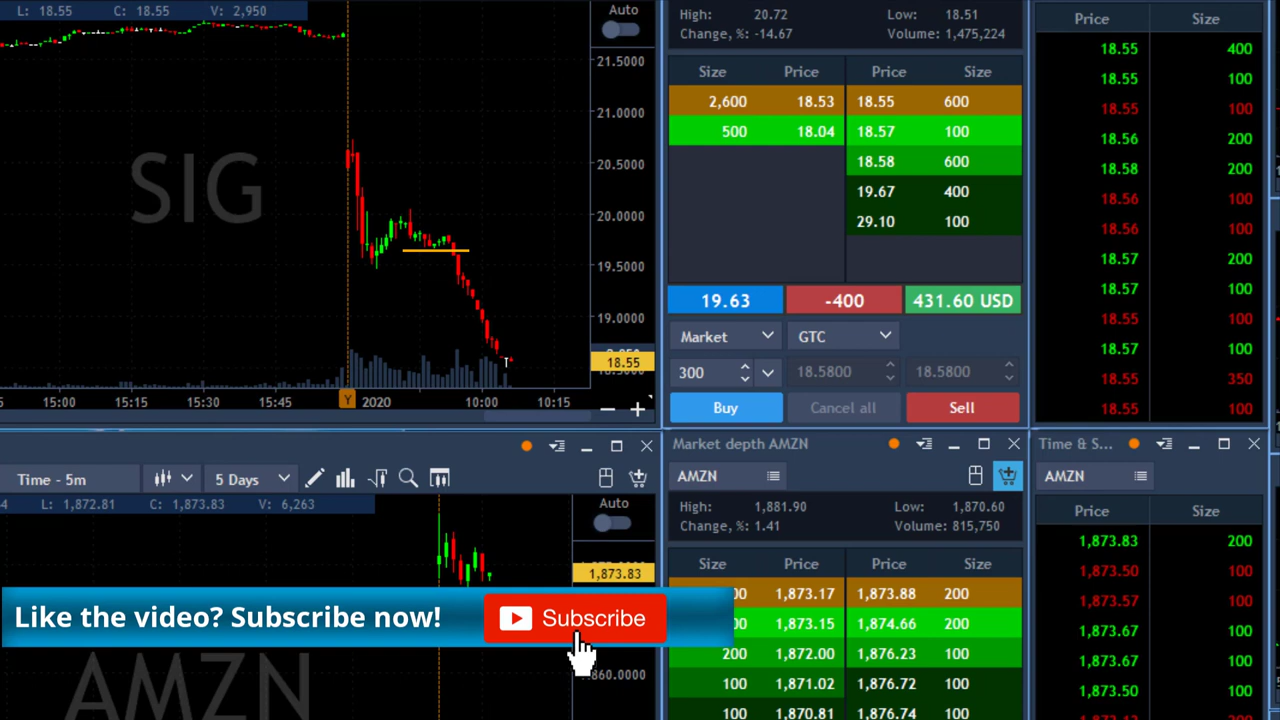 L: 18.55 C: 18.55 V: 2,950
Auto
21.5000
21.0000
20.5000
SIG
20.0000
19.5000
19.0000
18.55
15:00 15:15 15:30 15:45 Y 2020 10:00 10:15
High: 20.72 Low: 18.51
Change, %: -14.67 Volume: 1,475,224
Size Price Price Size
2,600 18.53 18.55 600
500 18.04 18.57 100
18.58 600
19.67 400
29.10 100
19.63 -400 431.60 USD
Market GTC
300 18.5800 18.5800
Buy Cancel all Sell
Price Size
18.55 400
18.55 100
18.55 100
18.56 200
18.58 200
18.56 100
18.56 100
18.57 200
18.57 100
18.55 100
18.57 100
18.55 350
18.55 100
Time - 5m 5 Days
4 L: 1,872.81 C: 1,873.83 V: 6,263
Auto
1,873.83
Like the video? Subscribe now! Subscribe
860.0000
AMZN
Market depth AMZN
AMZN
High: 1,881.90 Low: 1,870.60
Change, %: 1.41 Volume: 815,750
Size Price Price Size
00 1,873.17 1,873.88 200
00 1,873.15 1,874.66 200
200 1,872.00 1,876.23 100
100 1,871.02 1,876.72 100
100 1,870.81 1,876.74 100
Time & S...
AMZN
Price Size
1,873.83 200
1,873.50 100
1,873.57 100
1,873.67 100
1,873.67 100
1,873.50 100